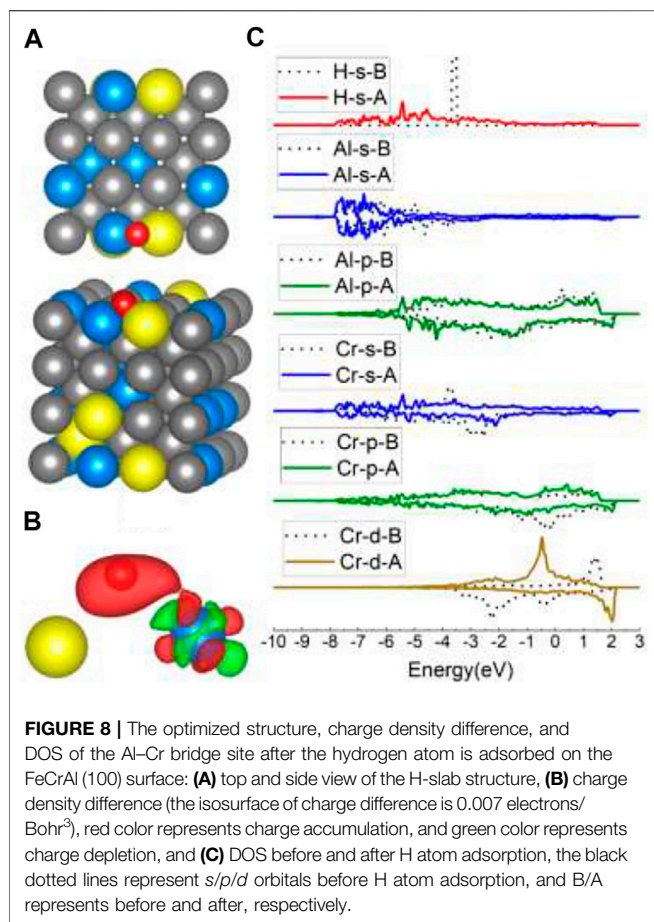 A
C
H-s-B
H-s-A
Al-s-B
Al-s-A
Al-p-B
Al-p-A
Cr-s-B
Cr-s-A
Cr-p-B
Cr-p-A
Cr-d-B
Cr-d-A
B
-10 -9 -8 -7 -6 -5 -4 -3 -2 -1 0 1 2 3
Energy(eV)
FIGURE 8 | The optimized structure, charge density difference, and
DOS of the Al–Cr bridge site after the hydrogen atom is adsorbed on the
FeCrAl (100) surface: (A) top and side view of the H-slab structure, (B) charge
density difference (the isosurface of charge difference is 0.007 electrons/
Bohr³), red color represents charge accumulation, and green color represents
charge depletion, and (C) DOS before and after H atom adsorption, the black
dotted lines represent s/p/d orbitals before H atom adsorption, and B/A
represents before and after, respectively.